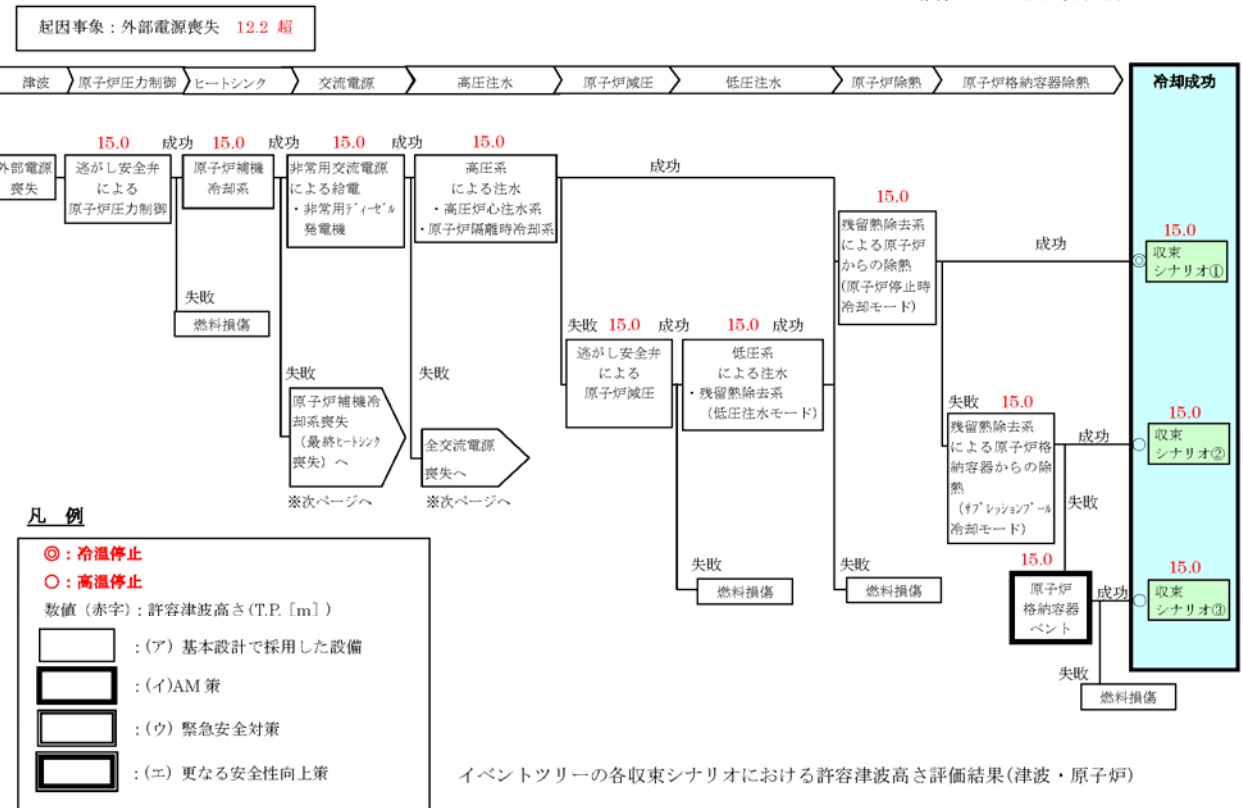 起因事象：外部電源喪失 12.2 超
津波 原子炉圧力制御 ヒートシンク 交流電源 高圧注水 原子炉減圧 低圧注水 原子炉除熱 原子炉格納容器除熱 冷却成功
外部電源
喪失
15.0 成功
逃がし安全弁
による
原子炉圧力制御
失敗
燃料損傷
15.0 成功
原子炉補機
冷却系
失敗
原子炉補機冷
却系喪失
（最終ヒートシンク
喪失）へ
※次ページへ
15.0 成功
非常用交流電源
による給電
・非常用ディーゼル
発電機
失敗
全交流電源
喪失へ
※次ページへ
15.0
高圧系
による注水
・高圧炉心注水系
・原子炉隔離時冷却系
成功
失敗 15.0 成功
逃がし安全弁
による
原子炉減圧
失敗
燃料損傷
15.0 成功
低圧系
による注水
・残留熱除去系
（低圧注水モード）
失敗
燃料損傷
15.0
残留熱除去系
による原子炉
からの除熱
(原子炉停止時
冷却モード)
成功
15.0
収束
シナリオ①
失敗 15.0
残留熱除去系
による原子炉格
納容器からの除
熱
（サプレッションプール
冷却モード）
成功
15.0
収束
シナリオ②
失敗
15.0
原子炉
格納容器
ベント
成功
15.0
収束
シナリオ③
失敗
燃料損傷
凡 例
◎：冷温停止
○：高温停止
数値（赤字）：許容津波高さ(T.P.［m］)
：(ア) 基本設計で採用した設備
：(イ)AM 策
：(ウ) 緊急安全対策
：(エ) 更なる安全性向上策
イベントツリーの各収束シナリオにおける許容津波高さ評価結果(津波・原子炉)